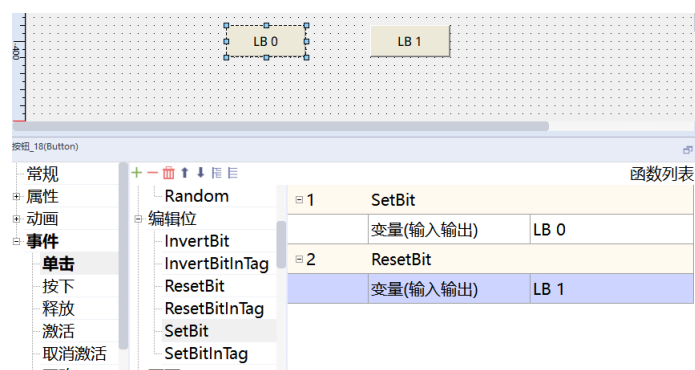 LB 0 LB 1
-400
按钮_18(Button)
常规
属性
动画
事件
单击
按下
释放
激活
取消激活
函数列表
Random
编辑位
InvertBit
InvertBitInTag
ResetBit
ResetBitInTag
SetBit
SetBitInTag
1 SetBit
变量(输入输出) LB 0
2 ResetBit
变量(输入输出) LB 1